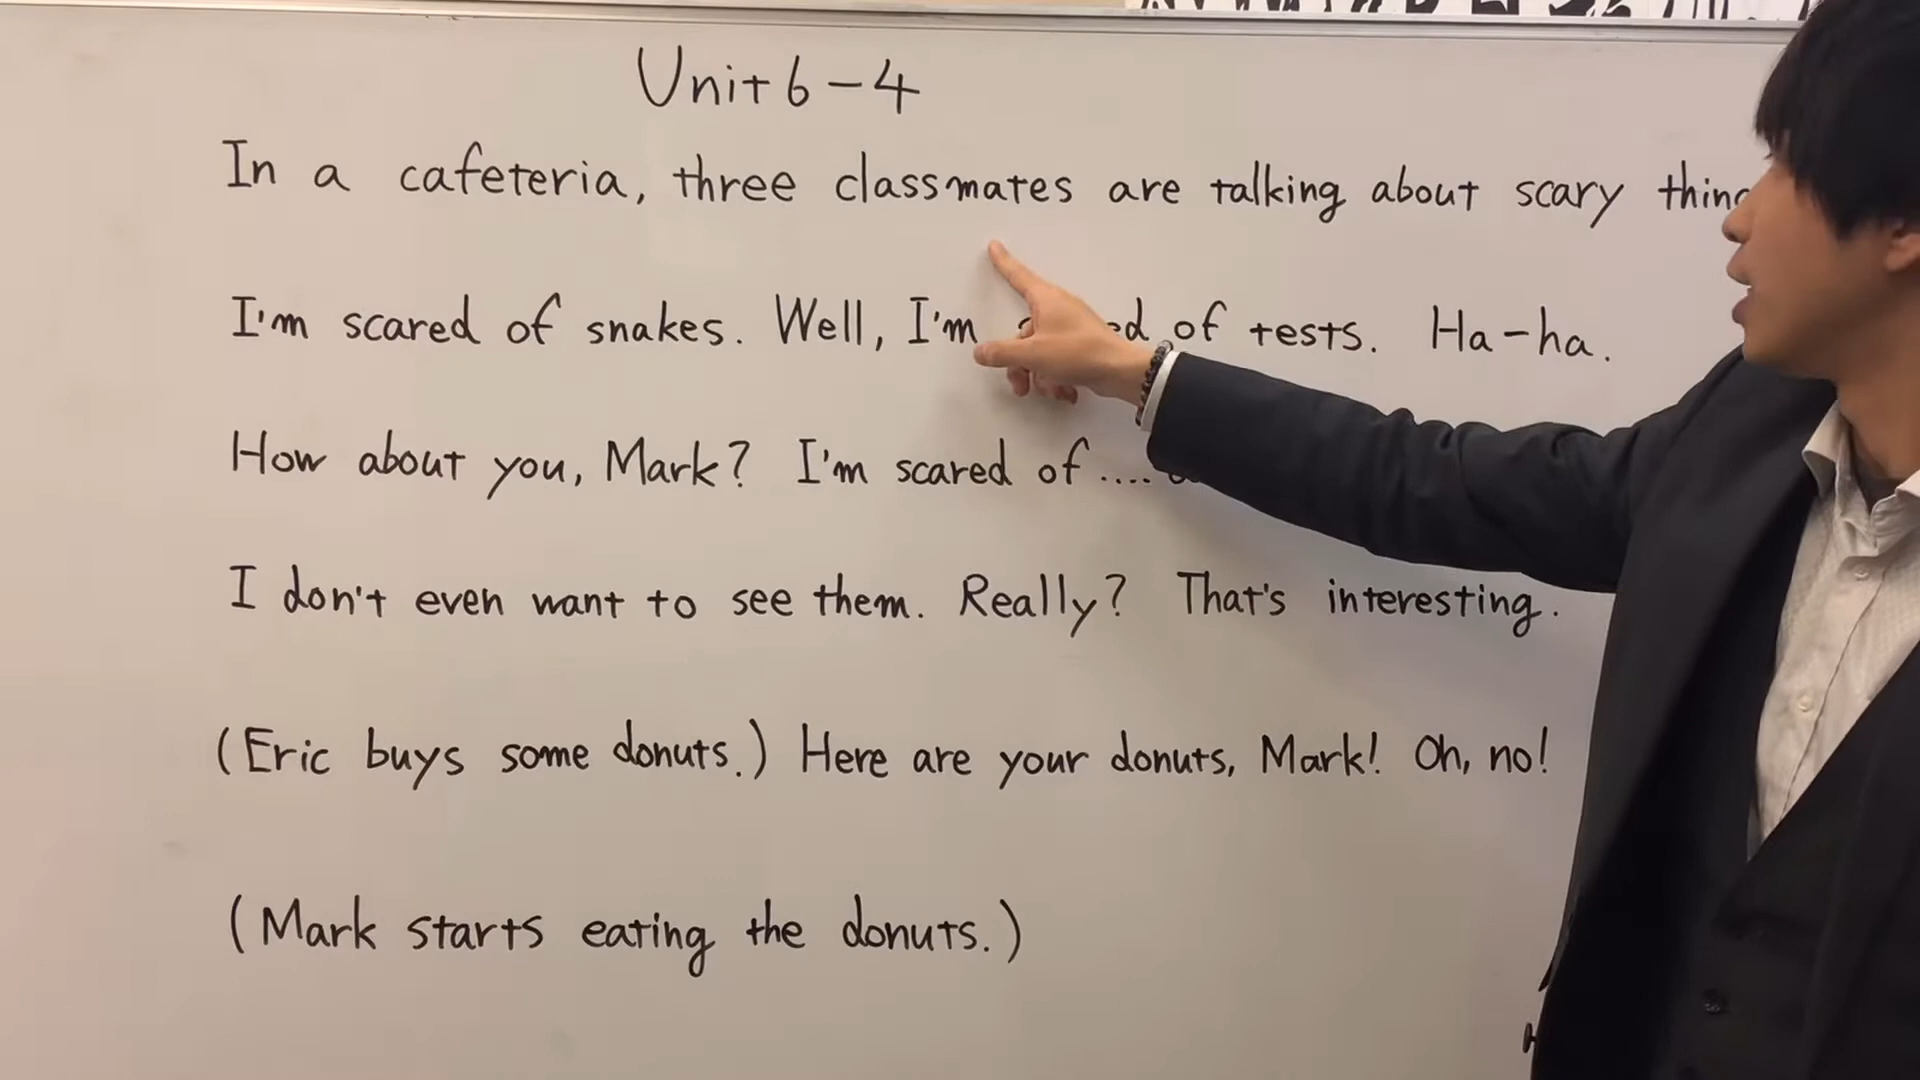 Unit 6-4
In a cafeteria, three classmates are talking about scary
I'm scared of snakes. Well, I'm of tests. Ha-ha.
How about you, Mark? I'm scared of ....
I don't even want to see them. Really? That's interesting.
(Eric buys some donuts.) Here are your donuts, Mark! Oh, no!
(Mark starts eating the donuts.)